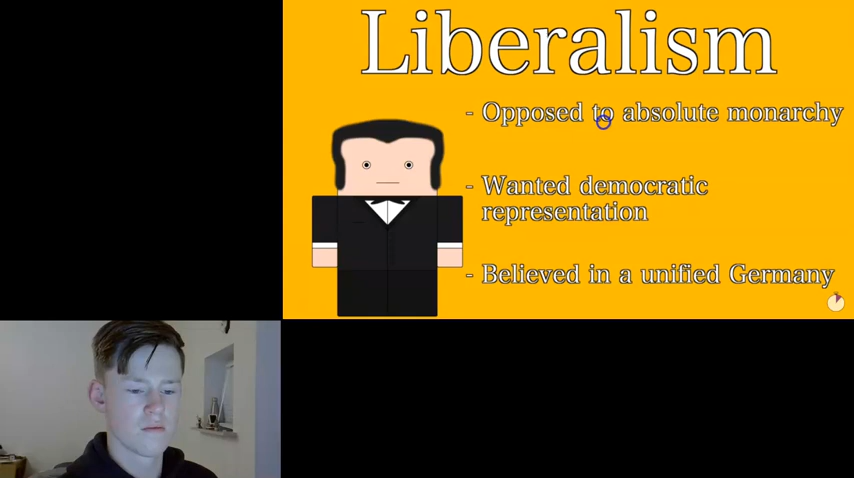 Liberalism
- Opposed to absolute monarchy
- Wanted democratic
representation
- Believed in a unified Germany